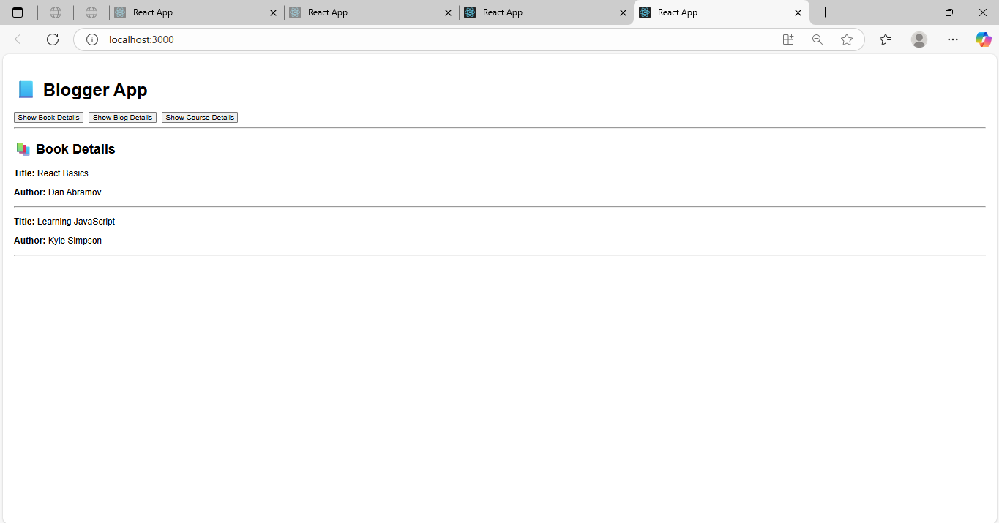 React App React App React App React App
localhost:3000
Blogger App
Show Book Details Show Blog Details Show Course Details
Book Details
Title: React Basics
Author: Dan Abramov
Title: Learning JavaScript
Author: Kyle Simpson